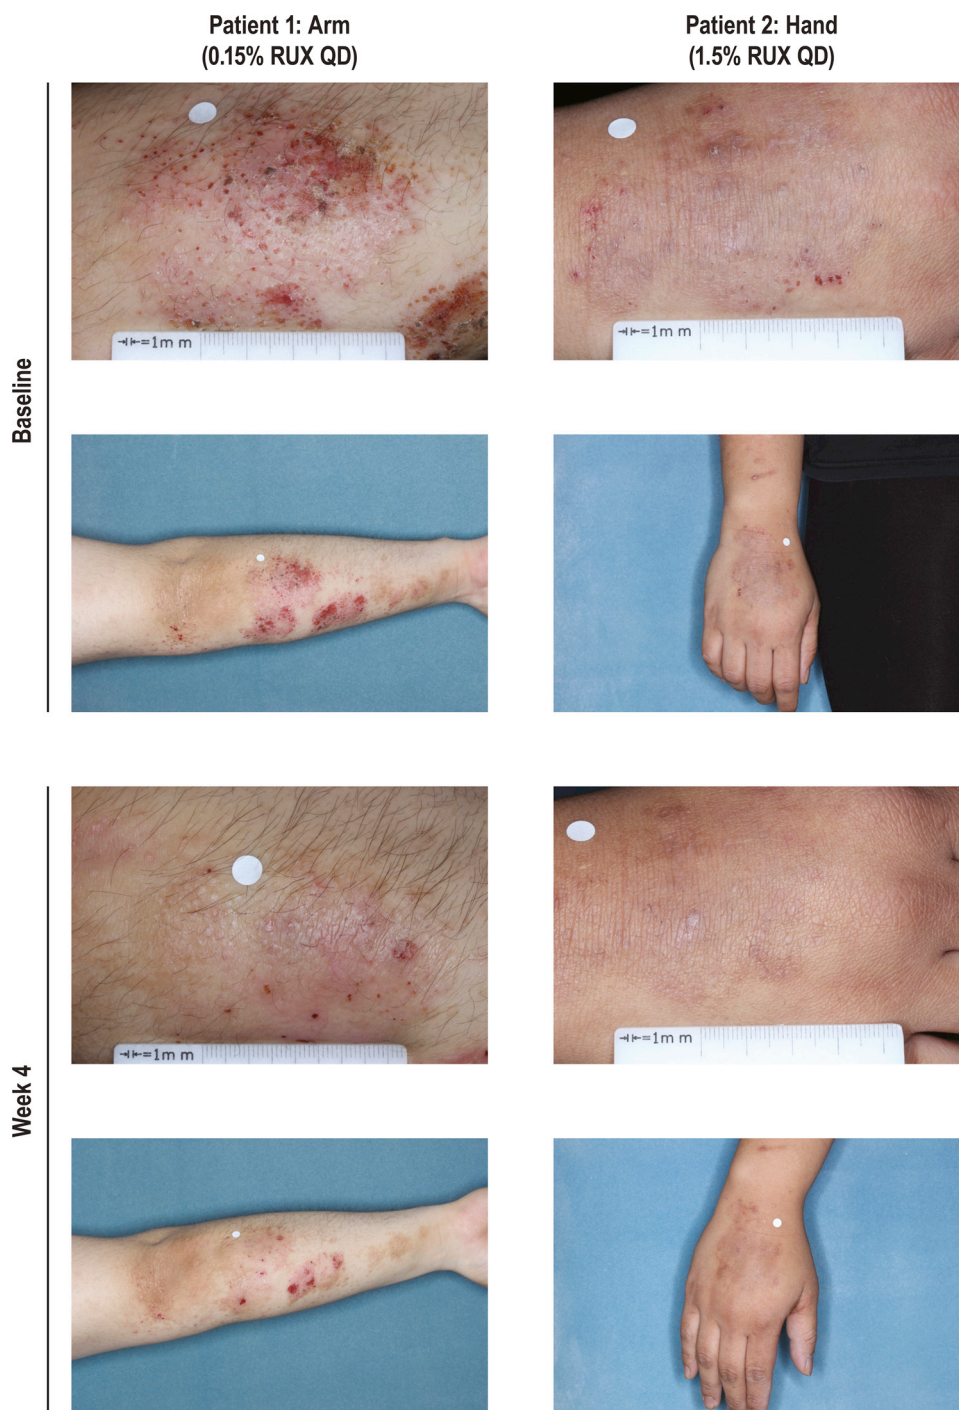 Patient 1: Arm
(0.15% RUX QD)
Patient 2: Hand
(1.5% RUX QD)
Baseline
=1m m
=1m m
Week 4
=1m m
=1m m